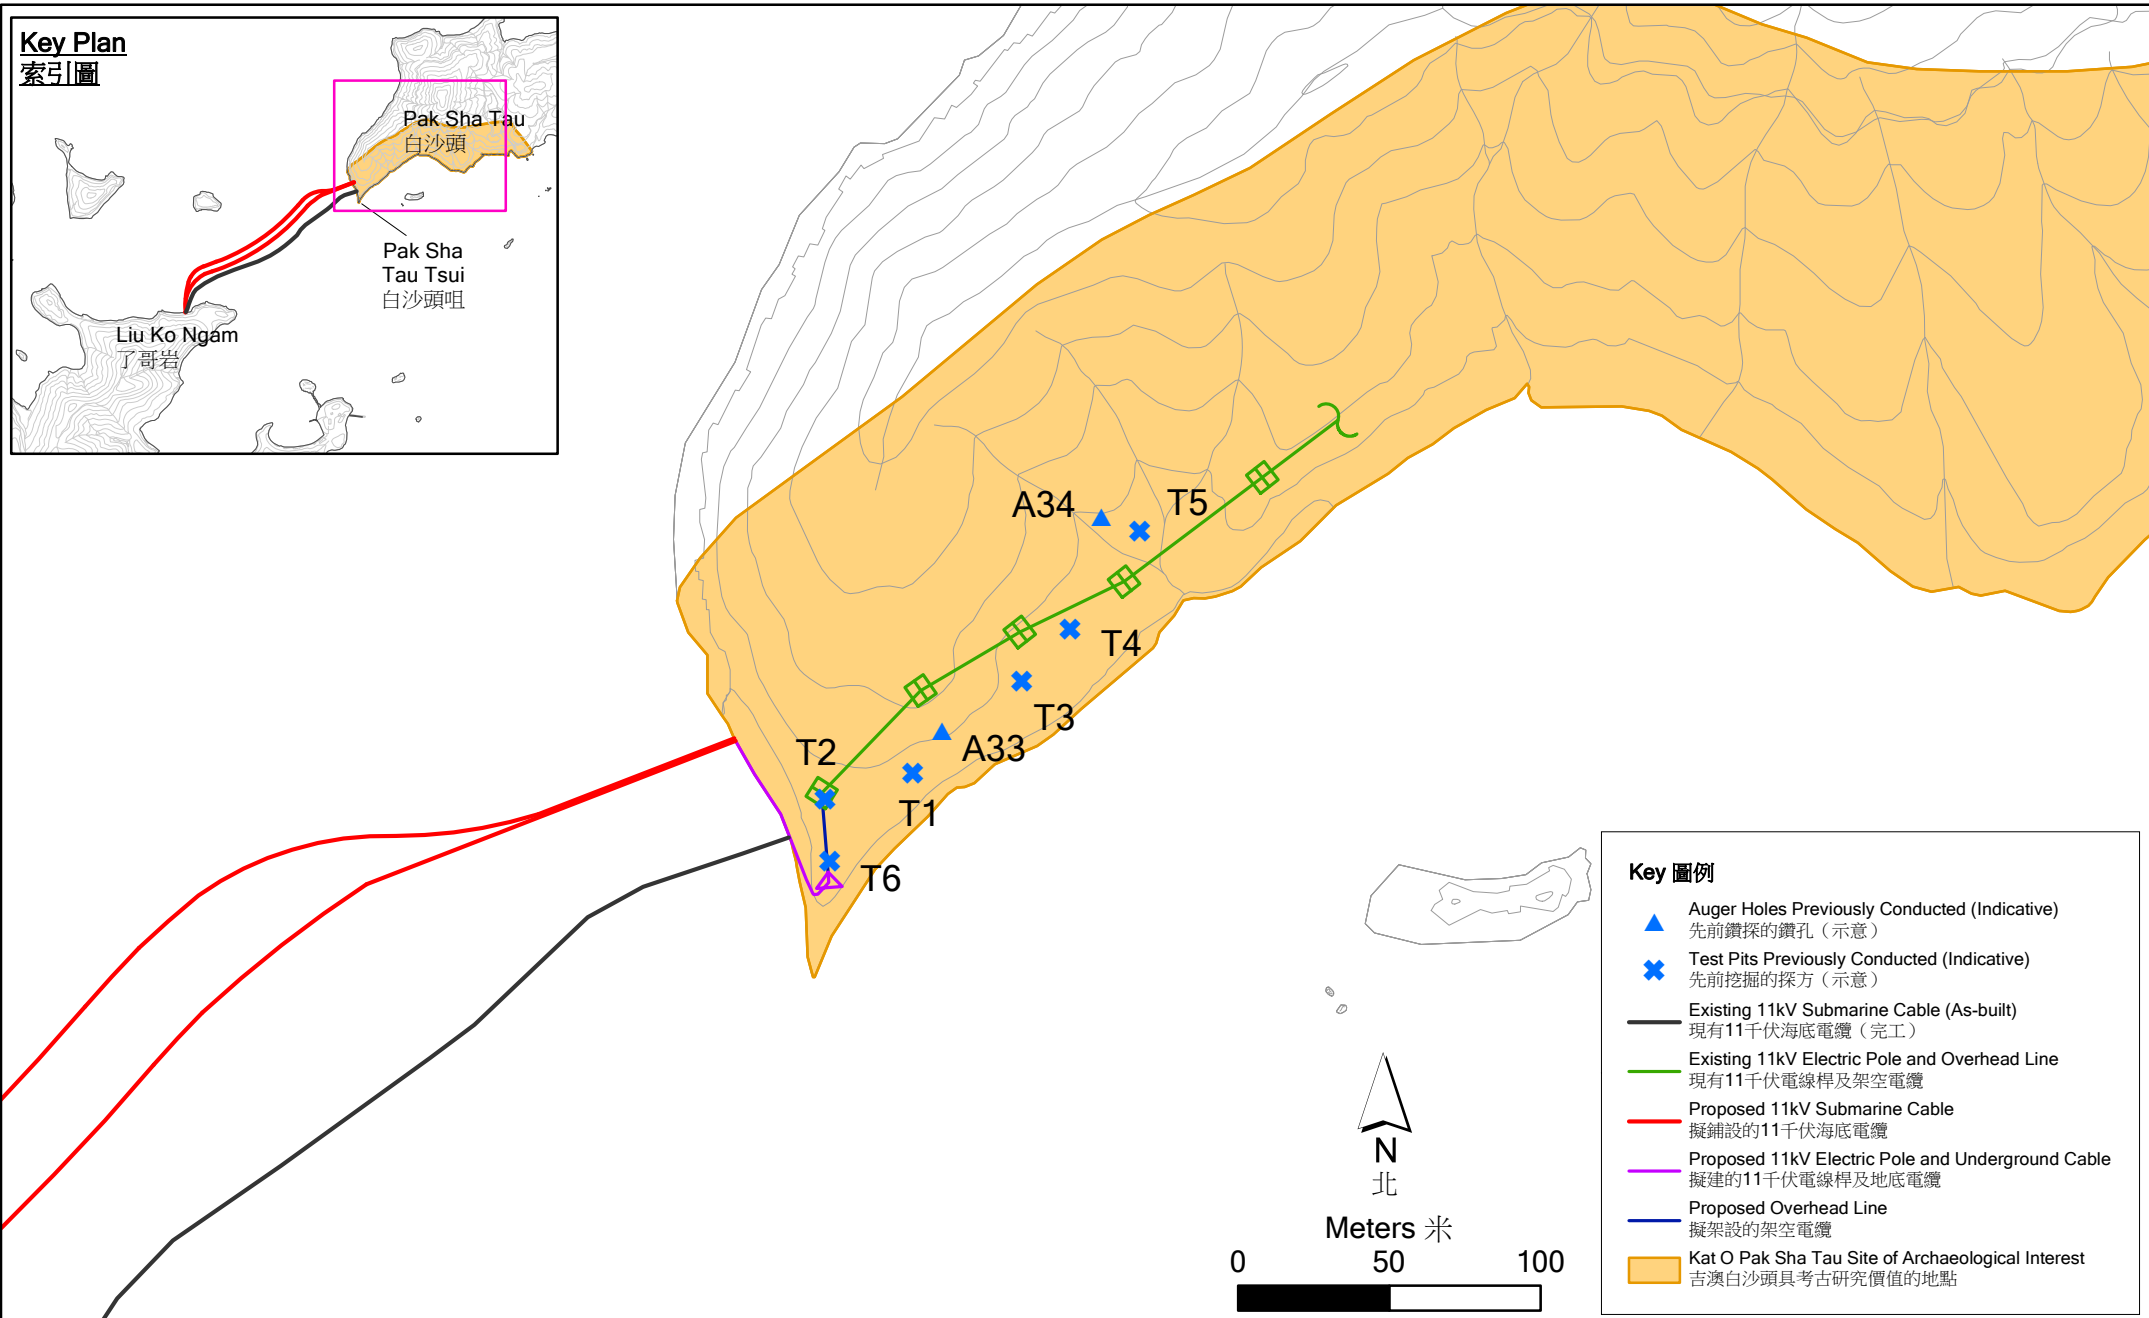 Key Plan
索引圖
Pak Sha Tau
白沙頭
Pak Sha
Tau Tsui
白沙頭咀
Liu Ko Ngam
了哥岩
A34
T5
T4
T3
A33
T2
T1
T6
Key 圖例
Auger Holes Previously Conducted (Indicative)
先前鑽探的鑽孔（示意）
Test Pits Previously Conducted (Indicative)
先前挖掘的探方（示意）
Existing 11kV Submarine Cable (As-built)
現有11千伏海底電纜（完工）
Existing 11kV Electric Pole and Overhead Line
現有11千伏電線桿及架空電纜
Proposed 11kV Submarine Cable
擬鋪設的11千伏海底電纜
Proposed 11kV Electric Pole and Underground Cable
擬建的11千伏電線桿及地底電纜
Proposed Overhead Line
擬架設的架空電纜
Kat O Pak Sha Tau Site of Archaeological Interest
吉澳白沙頭具考古研究價值的地點
N
北
Meters 米
0 50 100